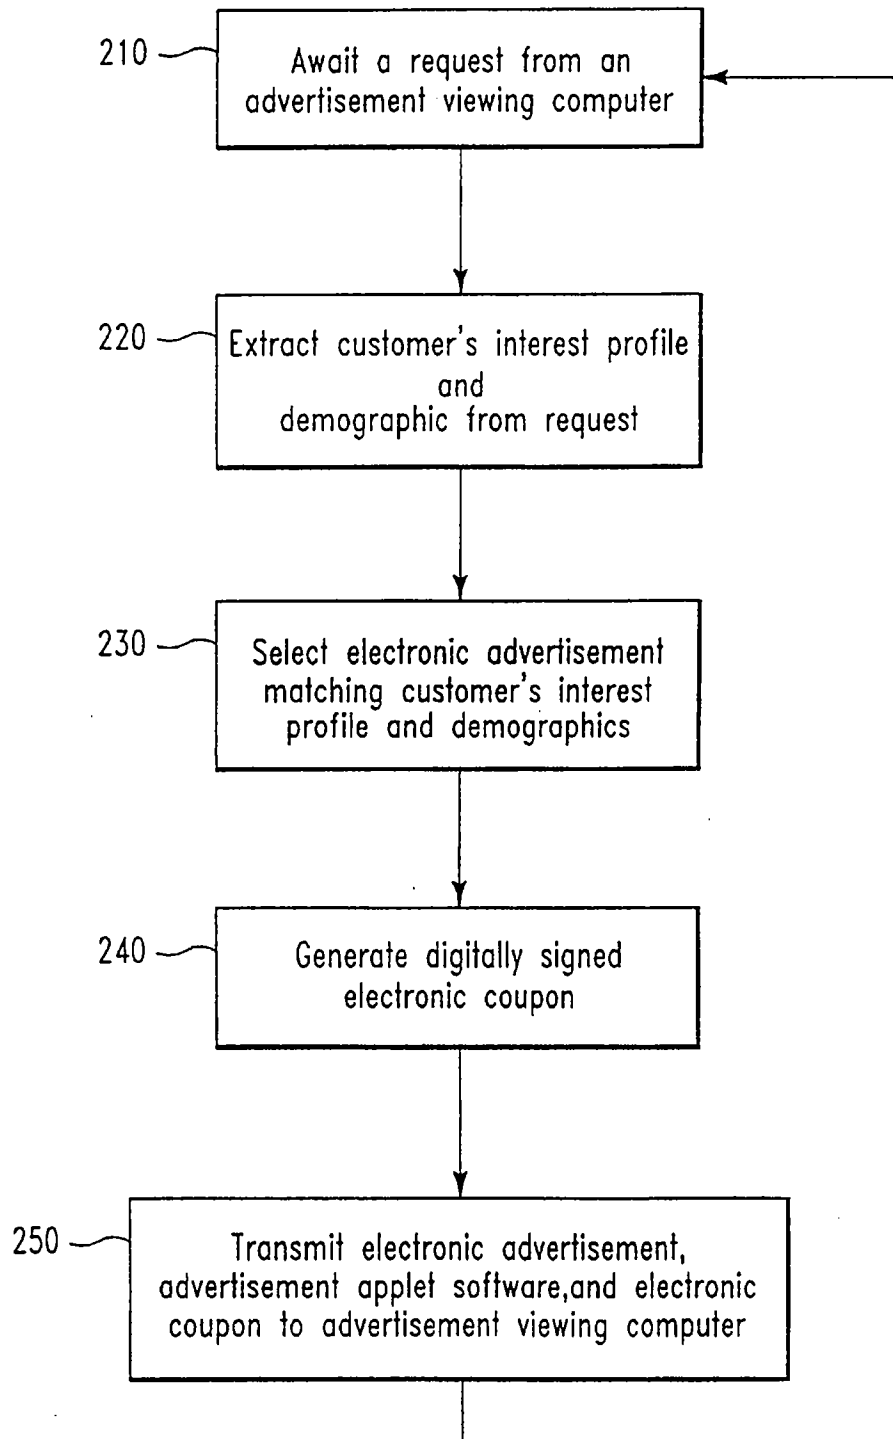 210
Await a request from an
advertisement viewing computer
220
Extract customer's interest profile
and
demographic from request
230
Select electronic advertisement
matching customer's interest
profile and demographics
240
Generate digitally signed
electronic coupon
250
Transmit electronic advertisement,
advertisement applet software,and electronic
coupon to advertisement viewing computer